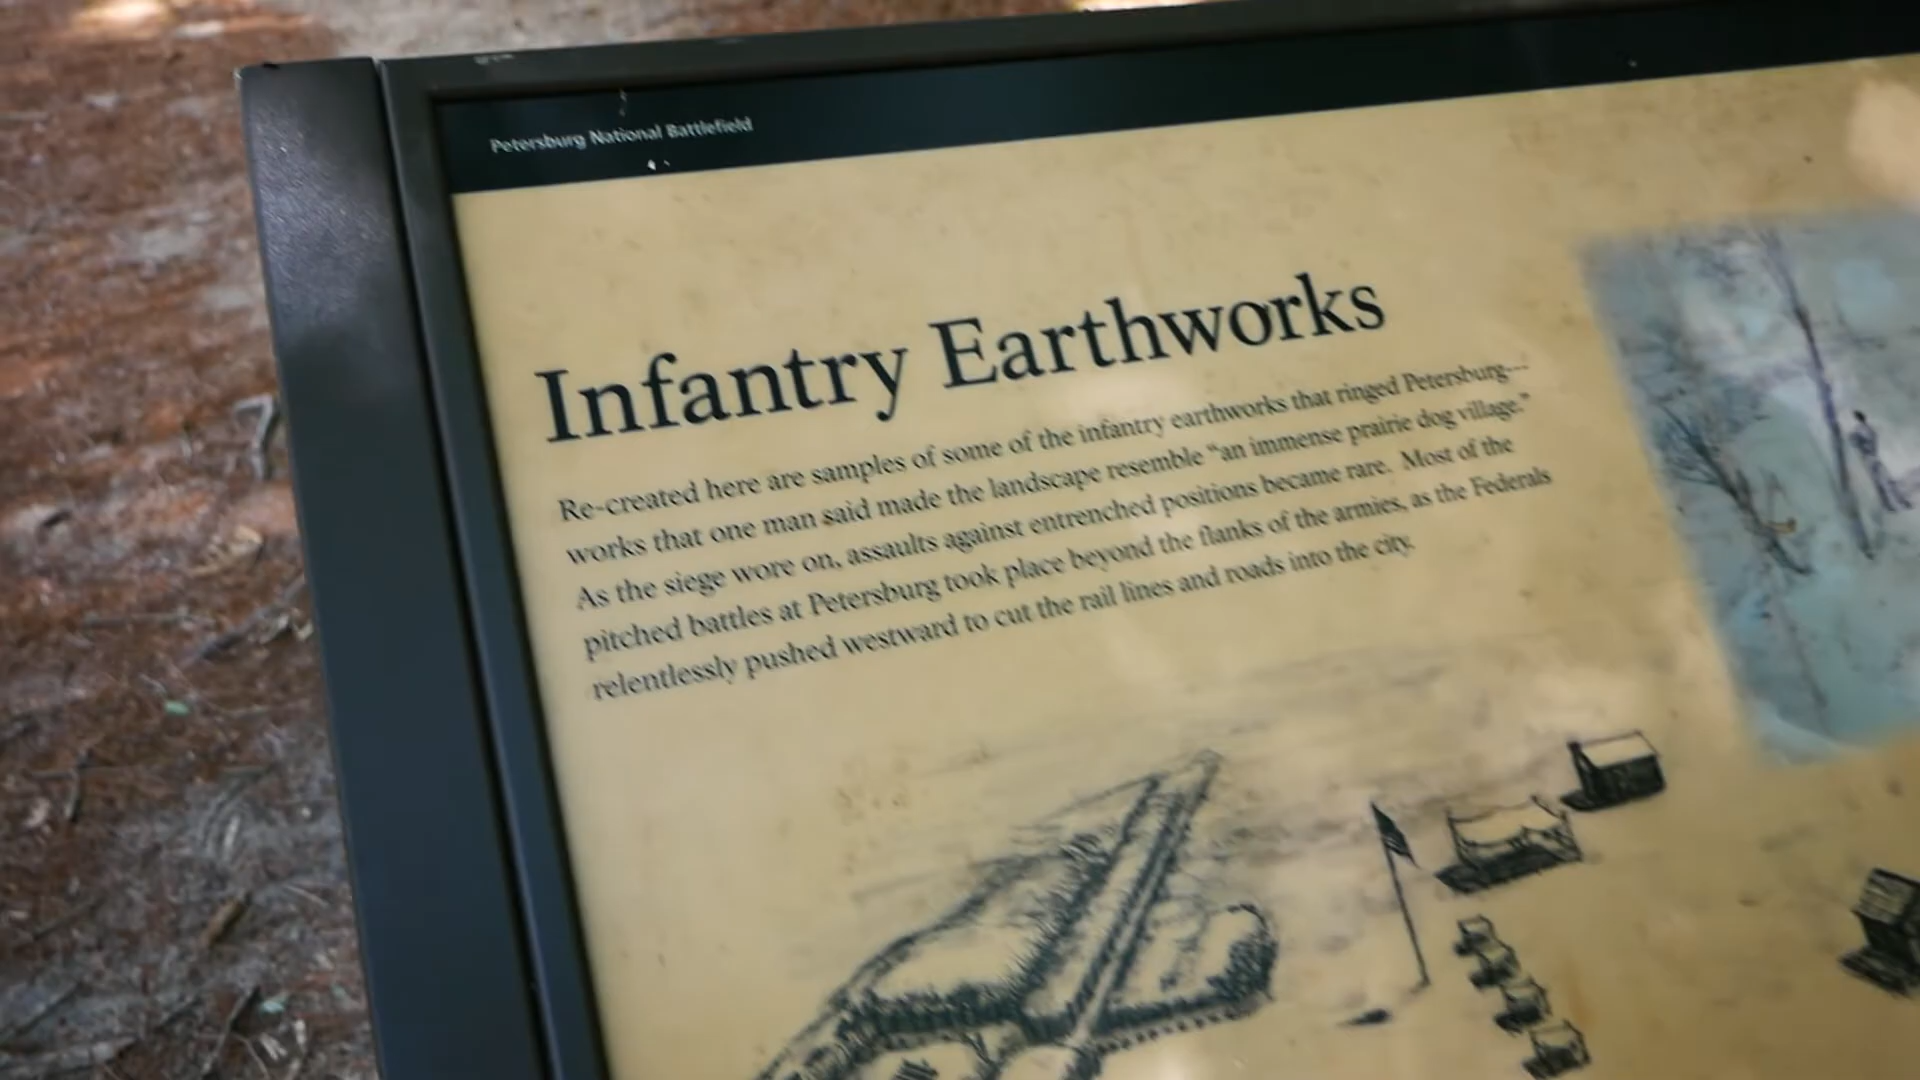 Petersburg National Battlefield
Infantry Earthworks
Re-created here are samples of some of the infantry earthworks that ringed Petersburg---
works that one man said made the landscape resemble “an immense prairie dog village.”
As the siege wore on, assaults against entrenched positions became rare. Most of the
pitched battles at Petersburg took place beyond the flanks of the armies, as the Federals
relentlessly pushed westward to cut the rail lines and roads into the city.